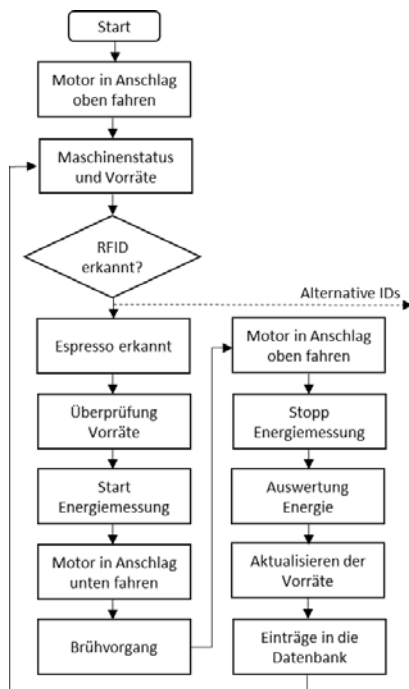 Start
Motor in Anschlag
oben fahren
Maschinenstatus
und Vorräte
RFID
erkannt?
Alternative IDs
Espresso erkannt
Überprüfung
Vorräte
Start
Energiemessung
Motor in Anschlag
unten fahren
Brühvorgang
Motor in Anschlag
oben fahren
Stopp
Energiemessung
Auswertung
Energie
Aktualisieren der
Vorräte
Einträge in die
Datenbank